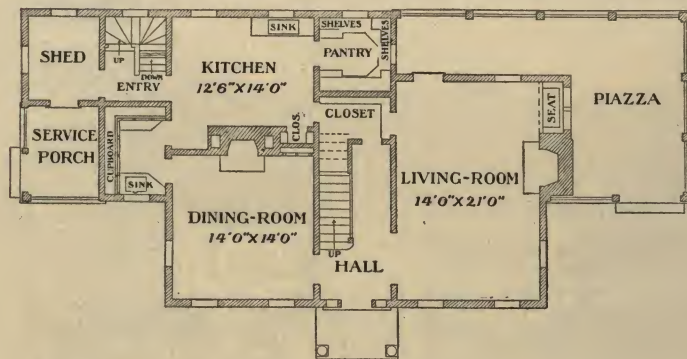 SHED
UP
DOWN
ENTRY
KITCHEN
12'6"X14'0"
SINK
SHELVES
PANTRY
SHELVES
PIAZZA
SEAT
SERVICE
PORCH
CUPBOARD
SINK
CLOS.
CLOSET
LIVING-ROOM
14'0"X21'0"
DINING-ROOM
14'0"X14'0"
UP
HALL